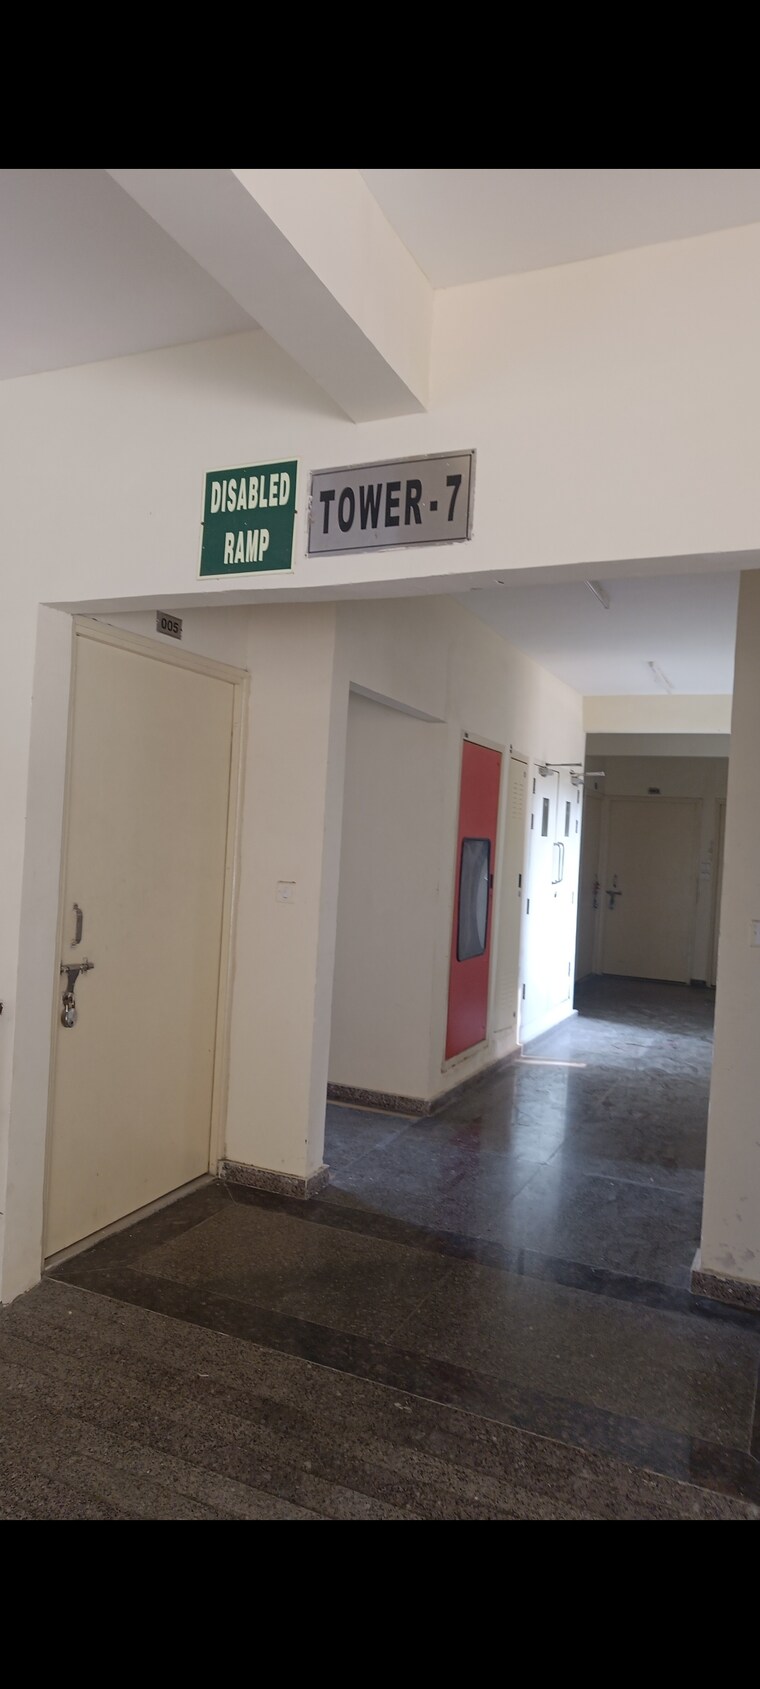 DISABLED
RAMP
TOWER - 7
005